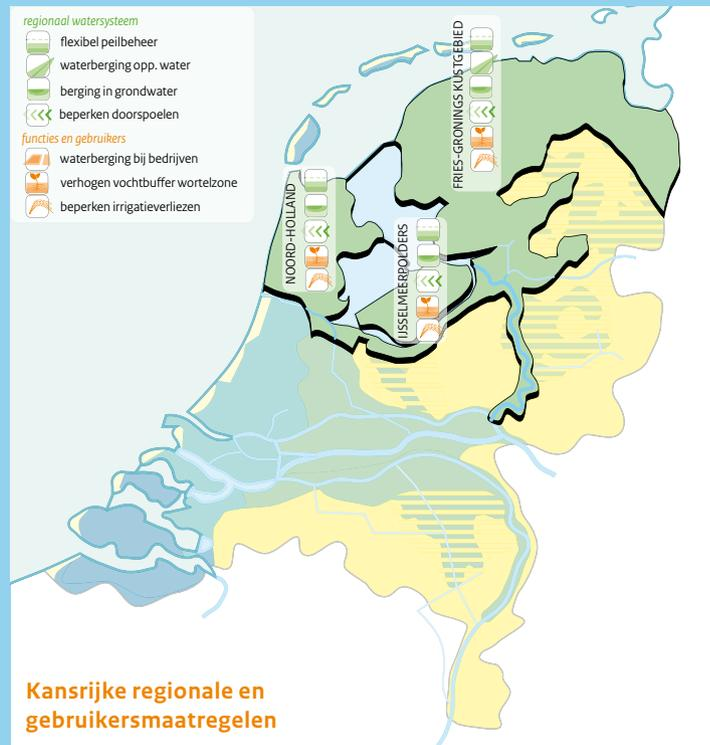 regionaal watersysteem
flexibel peilbeheer
waterberging opp. water
berging in grondwater
beperken doorspoelen
functies en gebruikers
waterberging bij bedrijven
verhogen vochtbuffer wortelzone
beperken irrigatieverliezen
FRIES-GRONINGS KUSTGEBIED
NOORD-HOLLAND
IJSSELMEERPOLDERS
Kansrijke regionale en
gebruikersmaatregelen